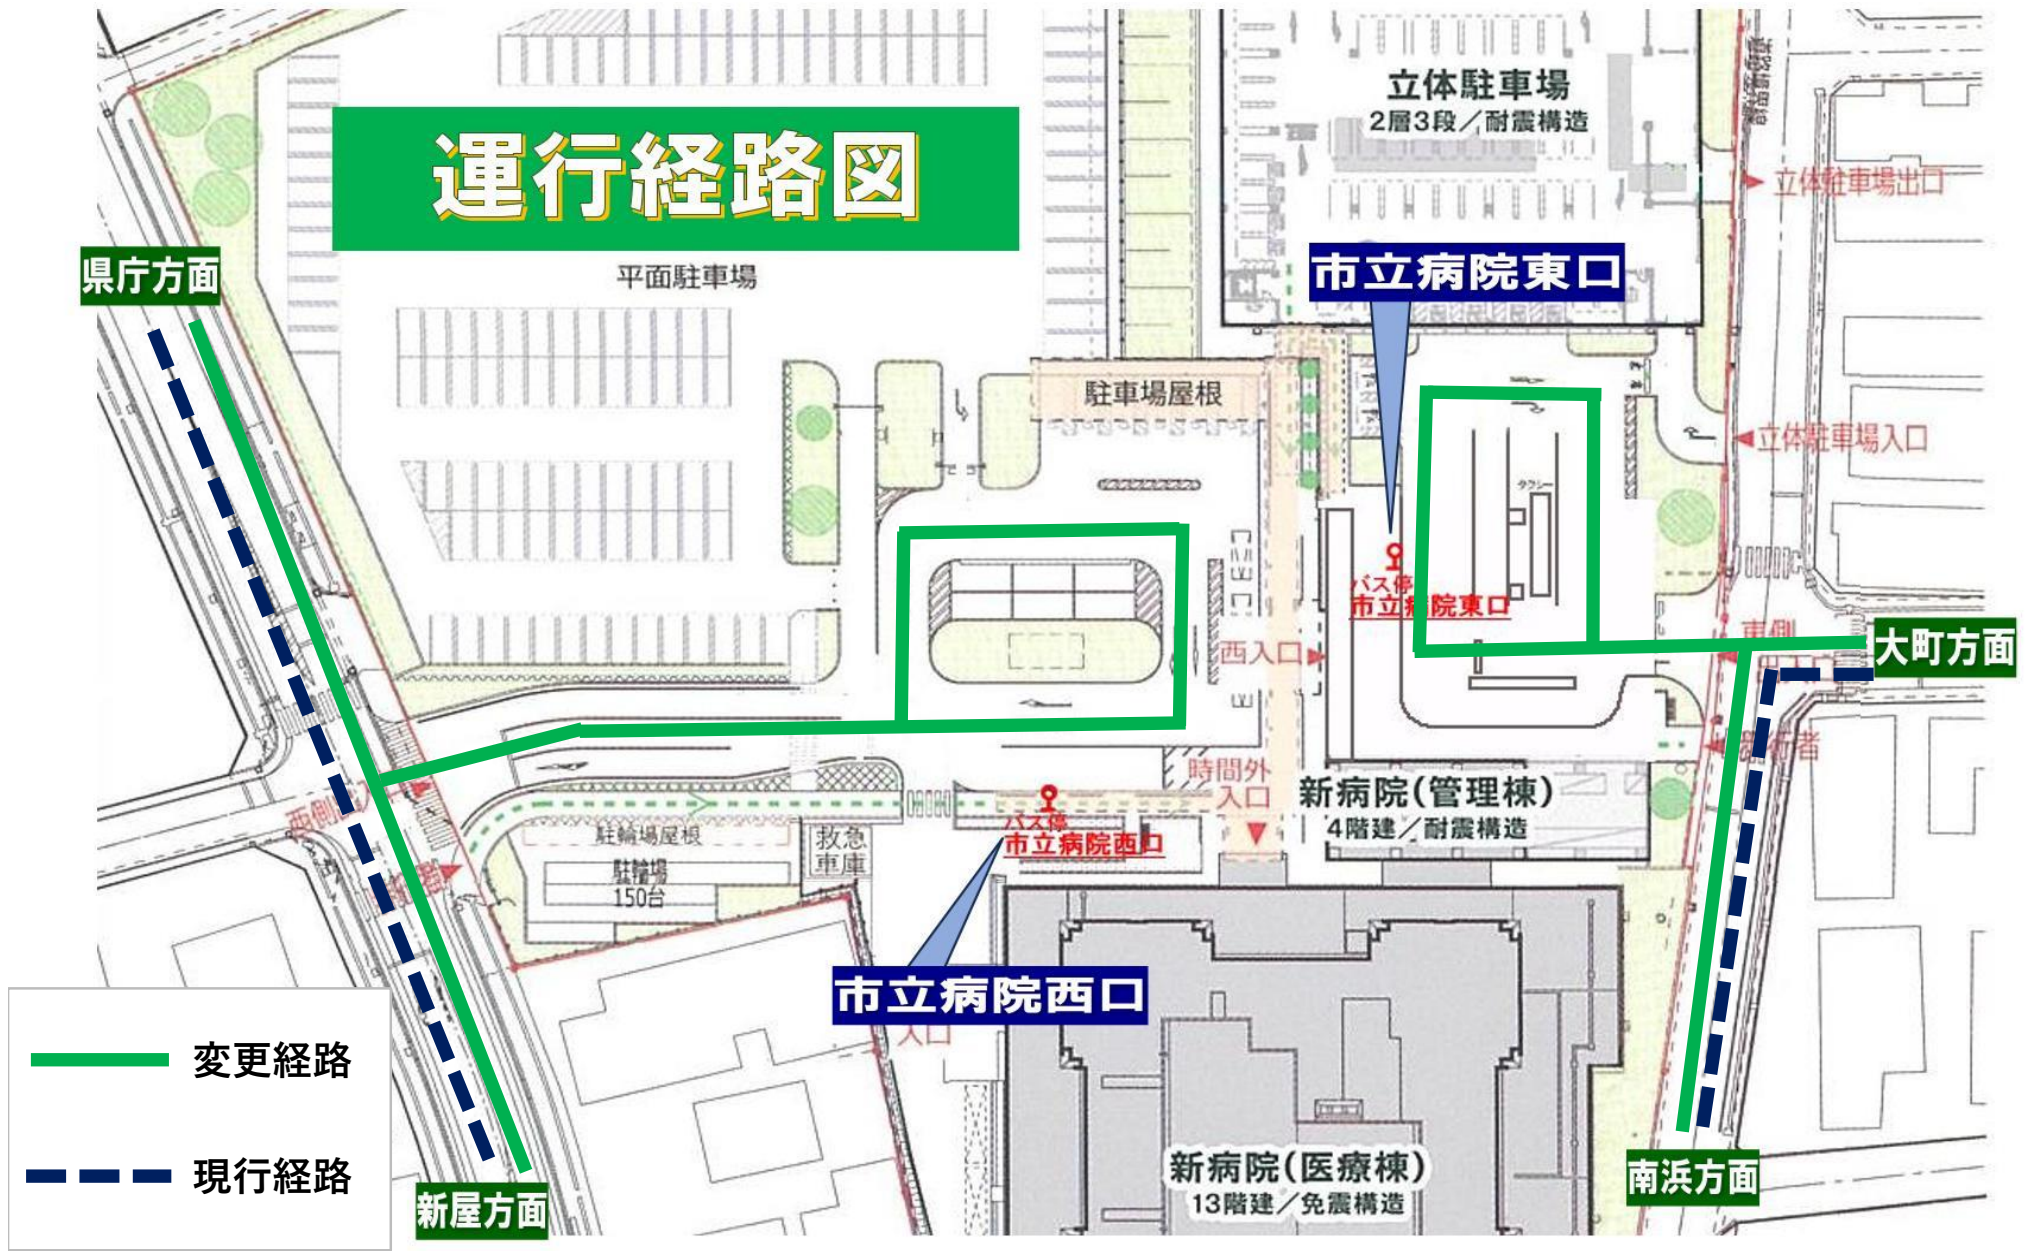 運行経路図
立体駐車場
2層3段／耐震構造
立体駐車場出口
県庁方面
平面駐車場
市立病院東口
駐車場屋根
立体駐車場入口
タクシー
バス停
市立病院東口
西入口
東側
大町方面
時間外
入口
新病院(管理棟)
4階建／耐震構造
歩行者
バス停
市立病院西口
駐輪場屋根
駐輪場
150台
救急
車庫
市立病院西口
入口
変更経路
現行経路
新屋方面
新病院(医療棟)
13階建／免震構造
南浜方面